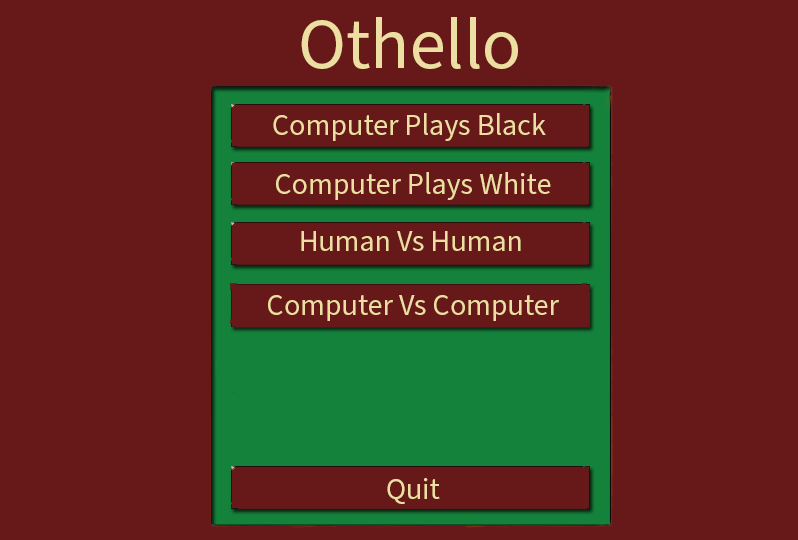 Othello
Computer Plays Black
Computer Plays White
Human Vs Human
Computer Vs Computer
Quit